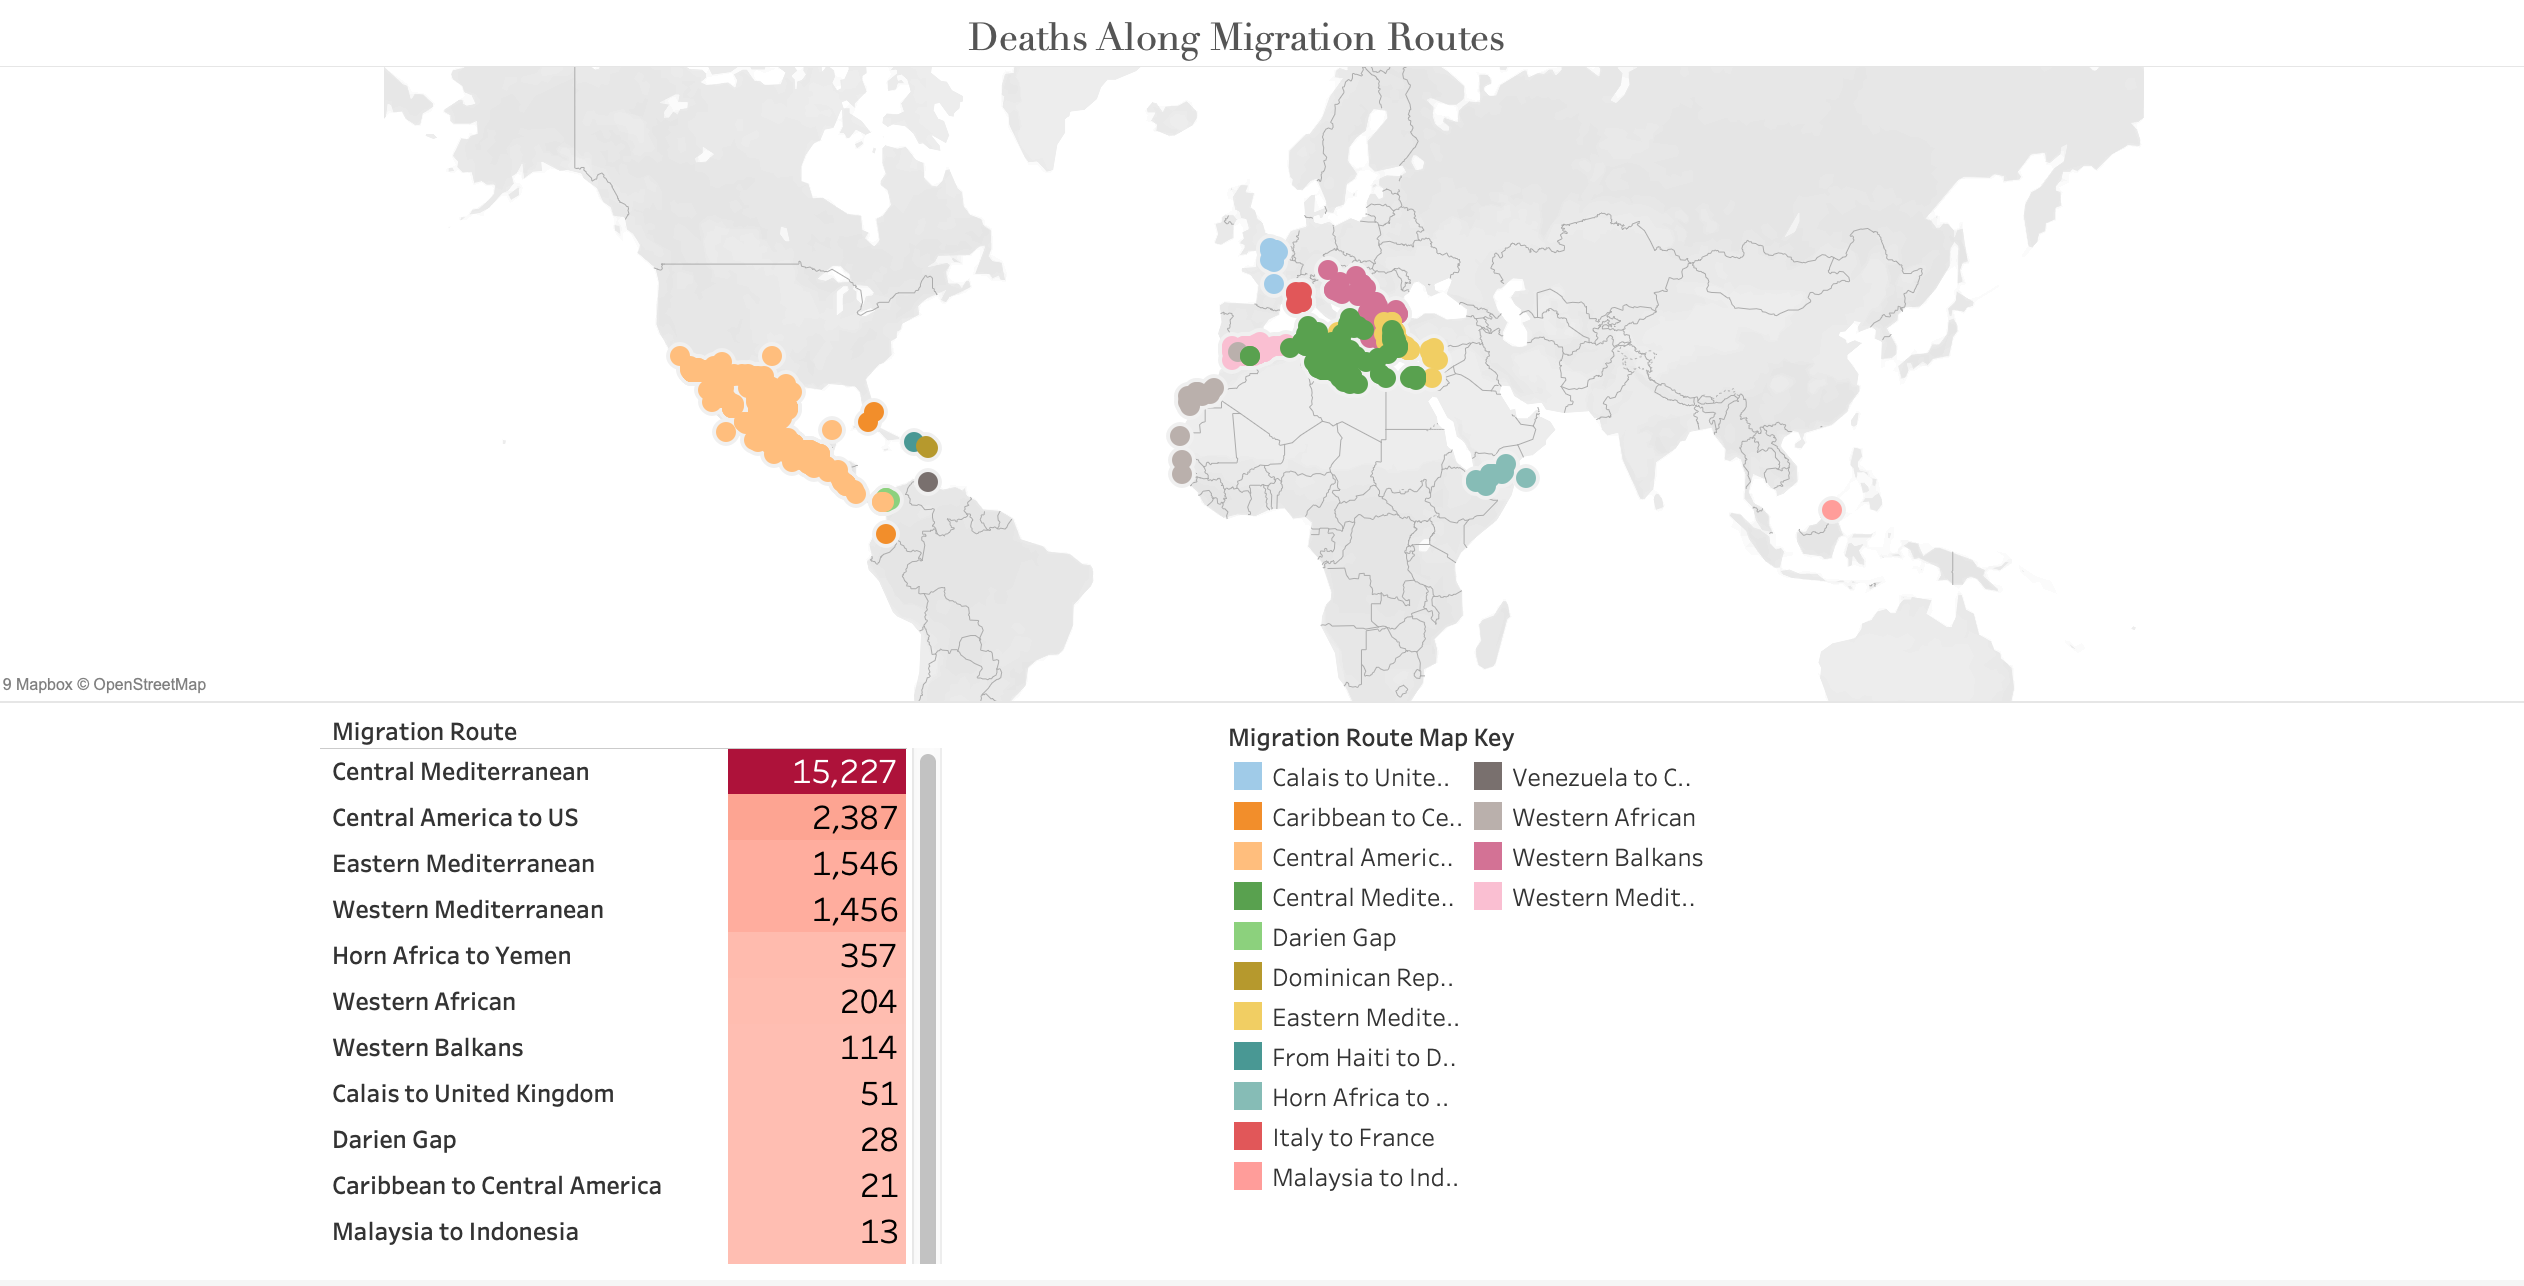 Deaths Along Migration Routes
9 Mapbox © OpenStreetMap
Migration Route
Central Mediterranean 15,227
Central America to US 2,387
Eastern Mediterranean 1,546
Western Mediterranean 1,456
Horn Africa to Yemen 357
Western African 204
Western Balkans 114
Calais to United Kingdom 51
Darien Gap 28
Caribbean to Central America 21
Malaysia to Indonesia 13
Migration Route Map Key
Calais to Unite..
Caribbean to Ce..
Central Americ..
Central Medite..
Darien Gap
Dominican Rep..
Eastern Medite..
From Haiti to D..
Horn Africa to ..
Italy to France
Malaysia to Ind..
Venezuela to C..
Western African
Western Balkans
Western Medit..